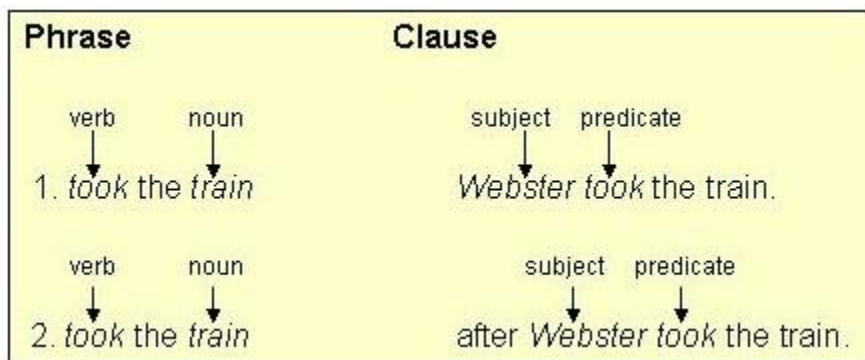 Phrase Clause
verb noun subject predicate
1. took the train Webster took the train.
verb noun subject predicate
2. took the train after Webster took the train.